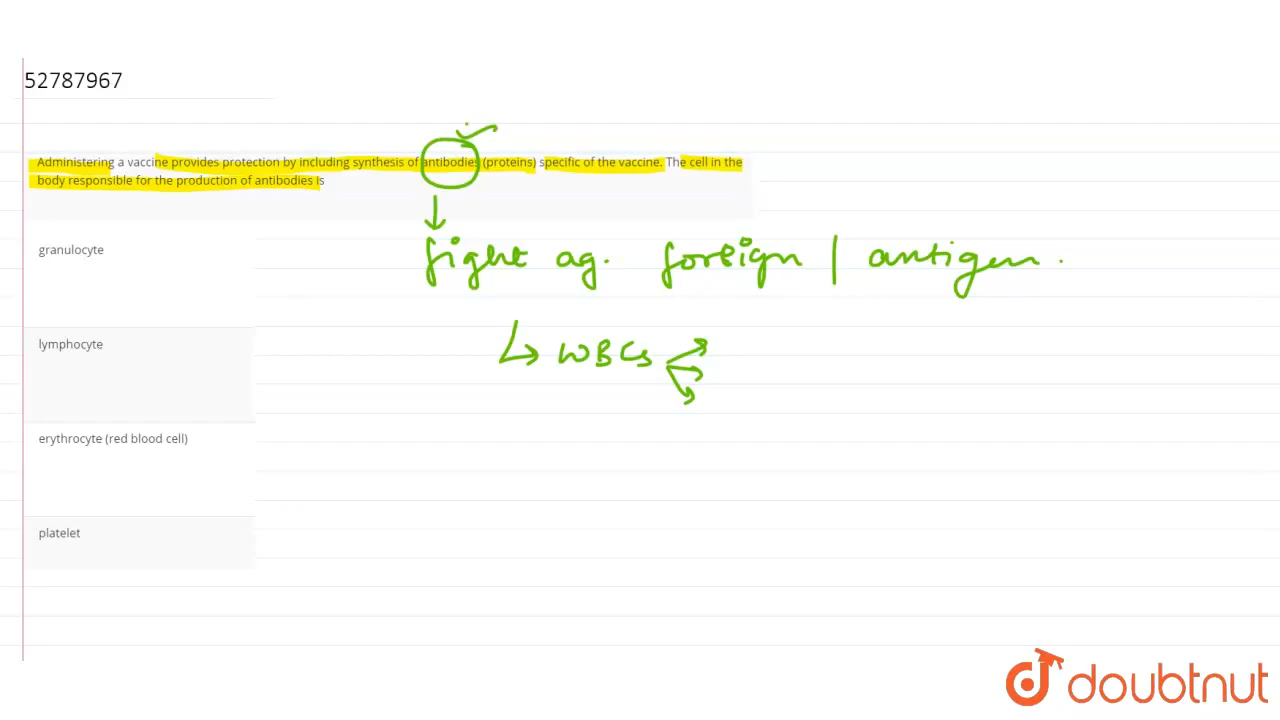 52787967
Administering a vaccine provides protection by including synthesis of antibodies (proteins) specific of the vaccine. The cell in the
body responsible for the production of antibodies is
fight ag. foreign | antigen.
granulocyte
WBCs
lymphocyte
erythrocyte (red blood cell)
platelet
doubtnut